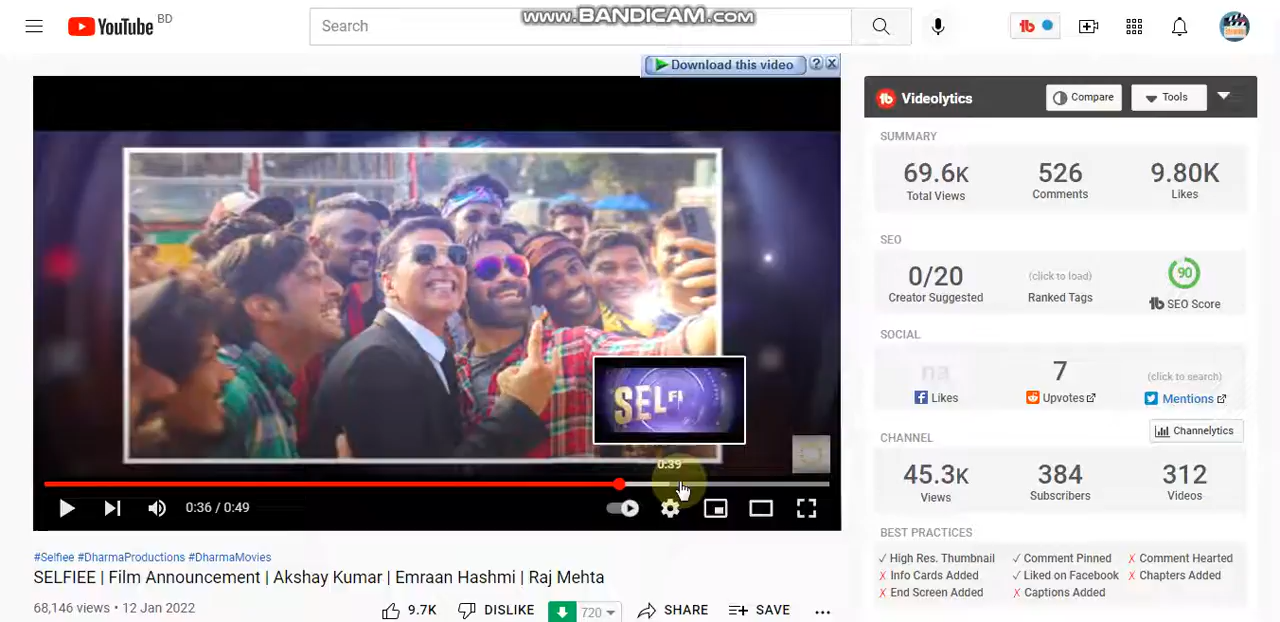 www.BANDICAM.com
YouTube BD
Search
Download this video ? X
SELFI
0:39
0:36 / 0:49
#Selfiee #DharmaProductions #DharmaMovies
SELFIEE | Film Announcement | Akshay Kumar | Emraan Hashmi | Raj Mehta
68,146 views • 12 Jan 2022
9.7K DISLIKE 720 SHARE SAVE ...
tb
tb Videolytics Compare Tools
SUMMARY
69.6K 526 9.80K
Total Views Comments Likes
SEO
0/20 (click to load) 90
Creator Suggested Ranked Tags tb SEO Score
SOCIAL
na 7 (click to search)
Likes Upvotes Mentions
CHANNEL Channelytics
45.3K 384 312
Views Subscribers Videos
BEST PRACTICES
✓ High Res. Thumbnail ✓ Comment Pinned ✗ Comment Hearted
✗ Info Cards Added ✓ Liked on Facebook ✗ Chapters Added
✗ End Screen Added ✗ Captions Added